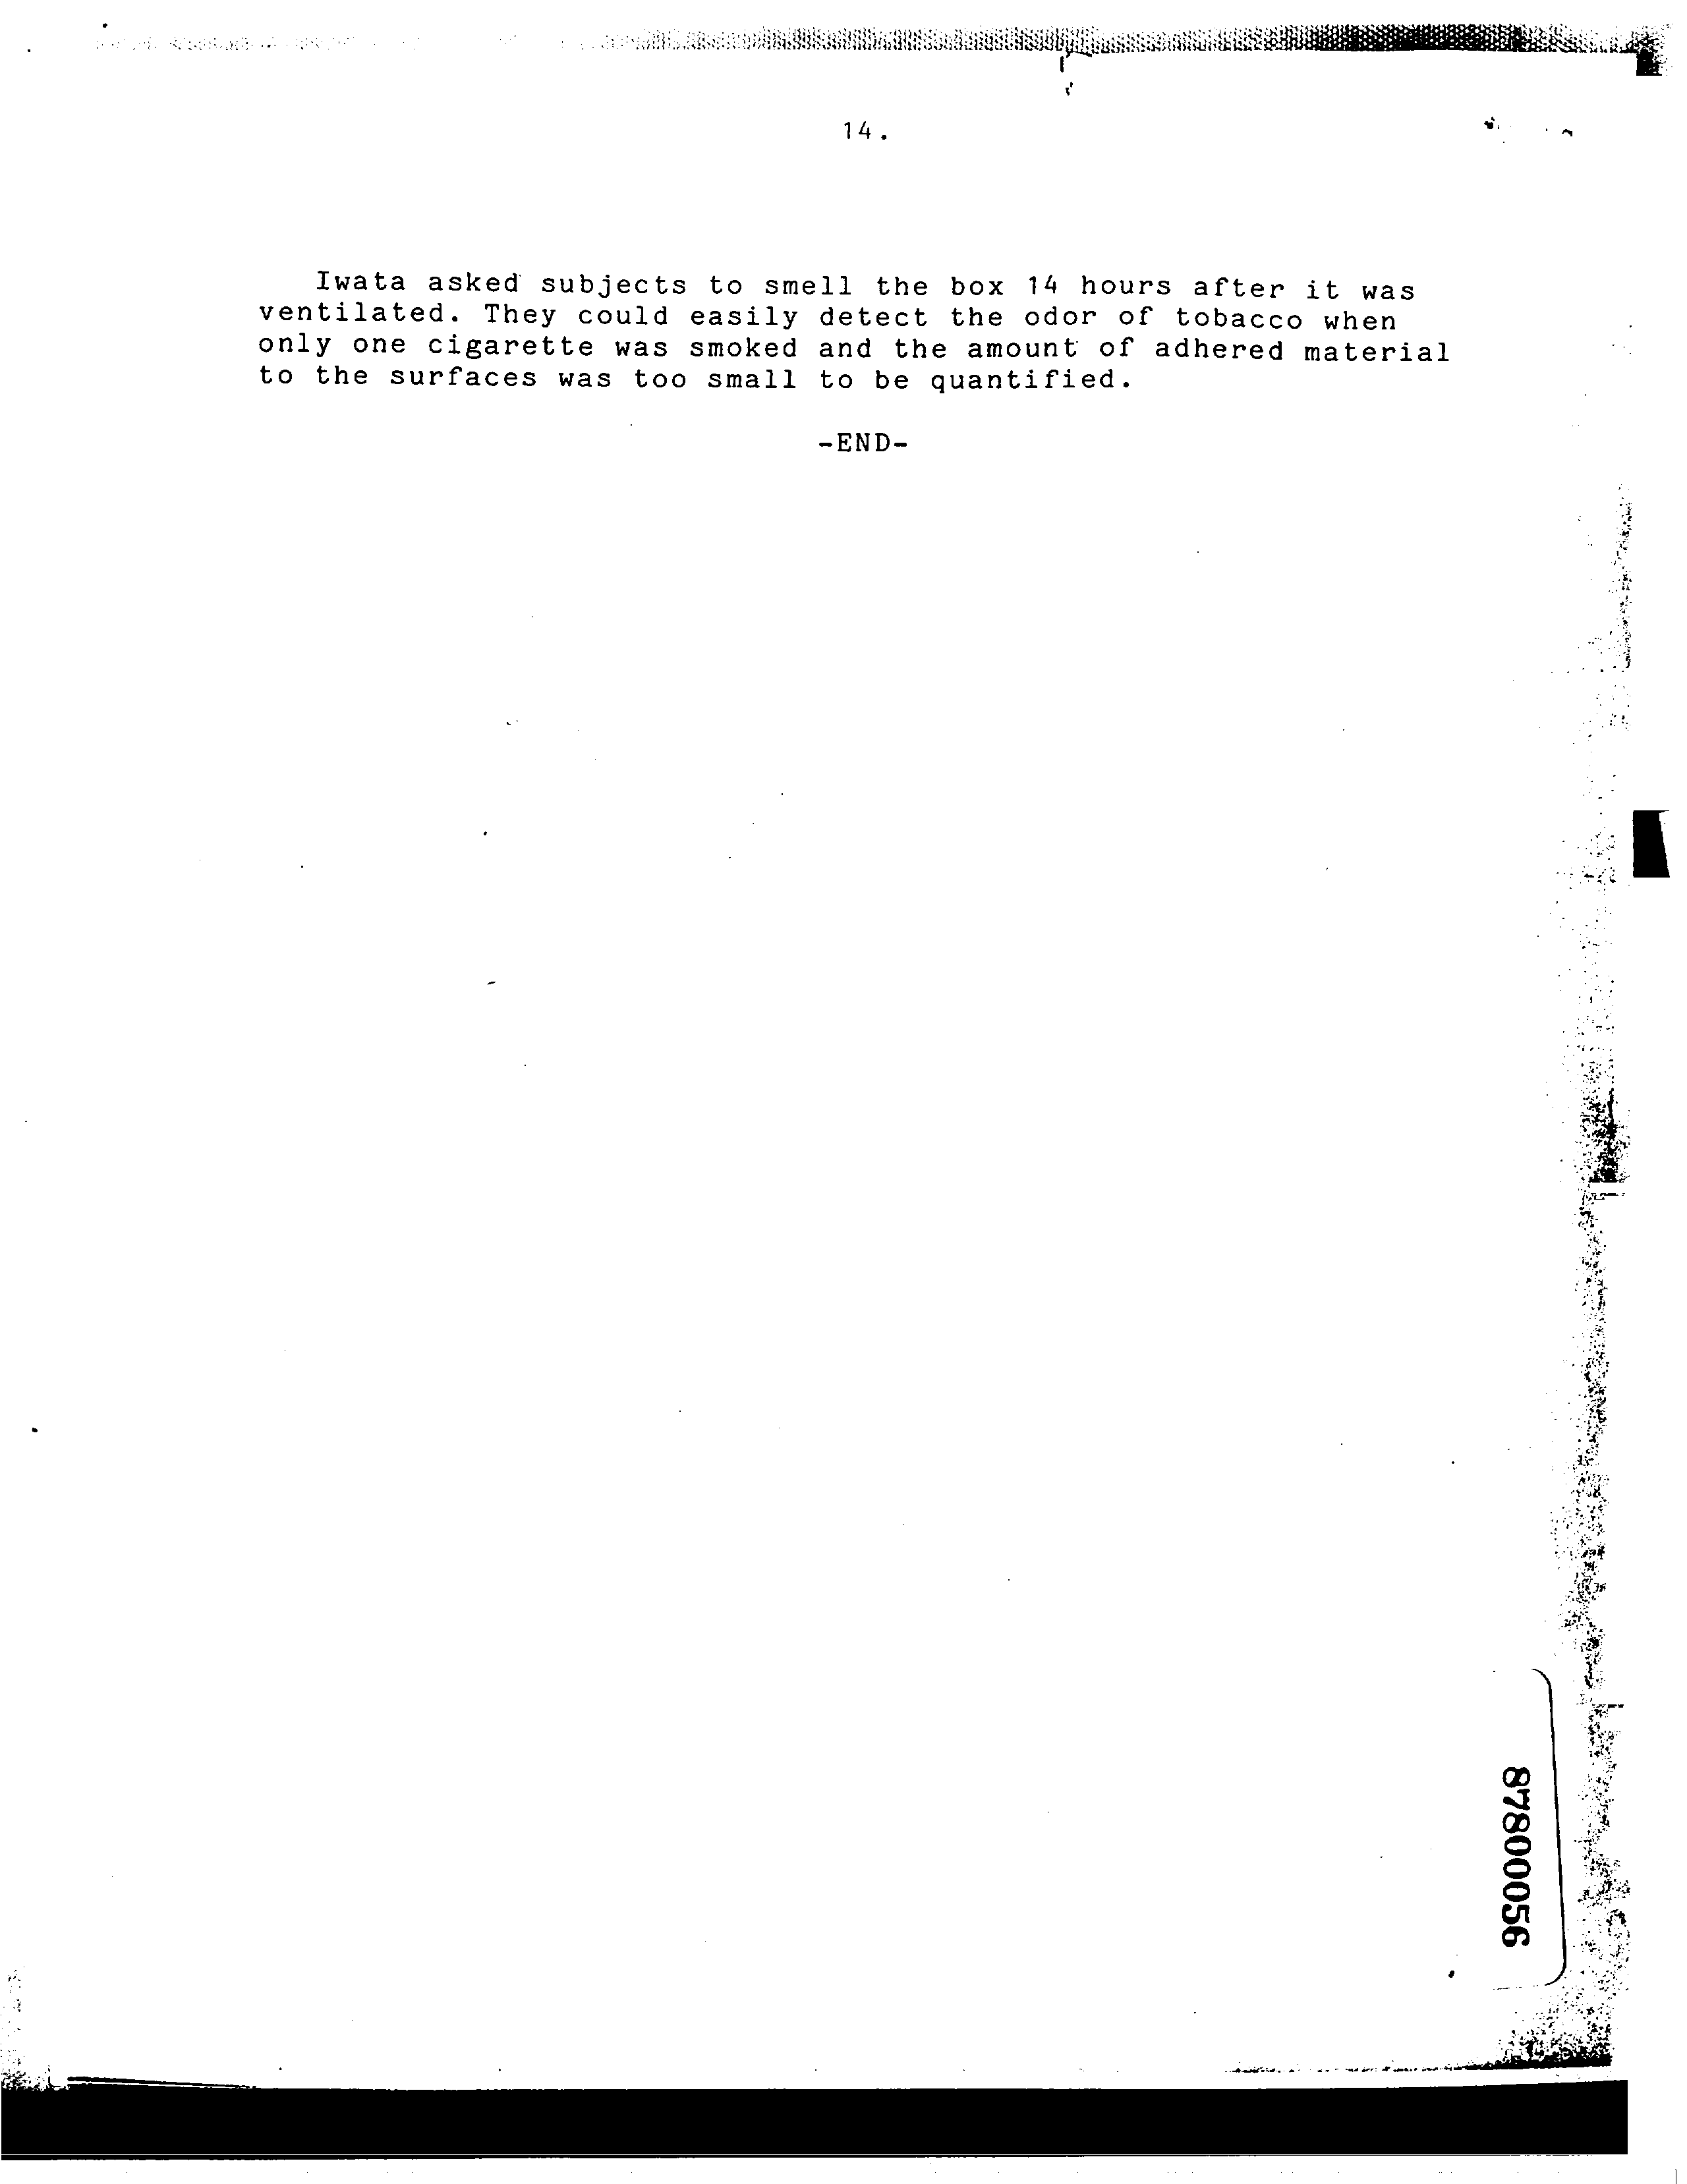 14.
Iwata asked subjects to smell the box 14 hours after it was
ventilated. They could easily detect the odor of tobacco when
only one cigarette was smoked and the amount of adhered material
to the surfaces was too small to be quantified.
-END-
87800056